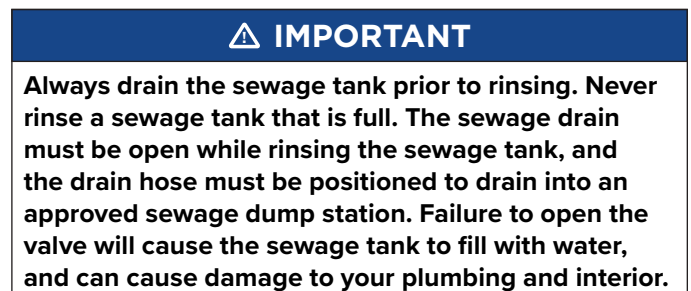 ⚠ IMPORTANT
Always drain the sewage tank prior to rinsing. Never
rinse a sewage tank that is full. The sewage drain
must be open while rinsing the sewage tank, and
the drain hose must be positioned to drain into an
approved sewage dump station. Failure to open the
valve will cause the sewage tank to fill with water,
and can cause damage to your plumbing and interior.